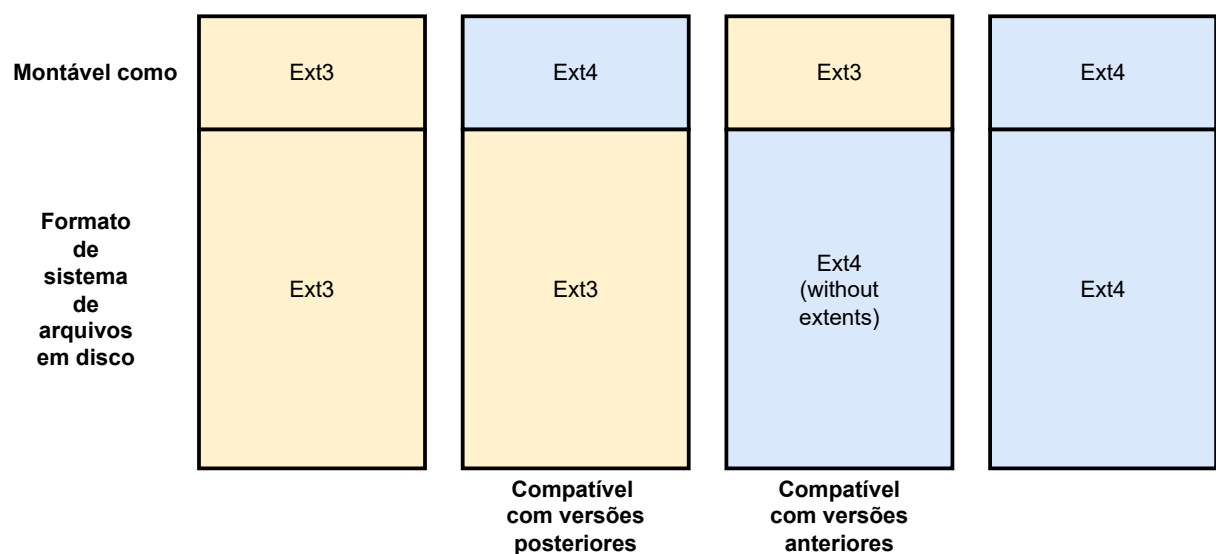 Montável como
Ext3
Ext4
Ext3
Ext4
Formato
de
sistema
de
arquivos
em disco
Ext3
Ext3
Ext4
(without
extents)
Ext4
Compatível
com versões
posteriores
Compatível
com versões
anteriores